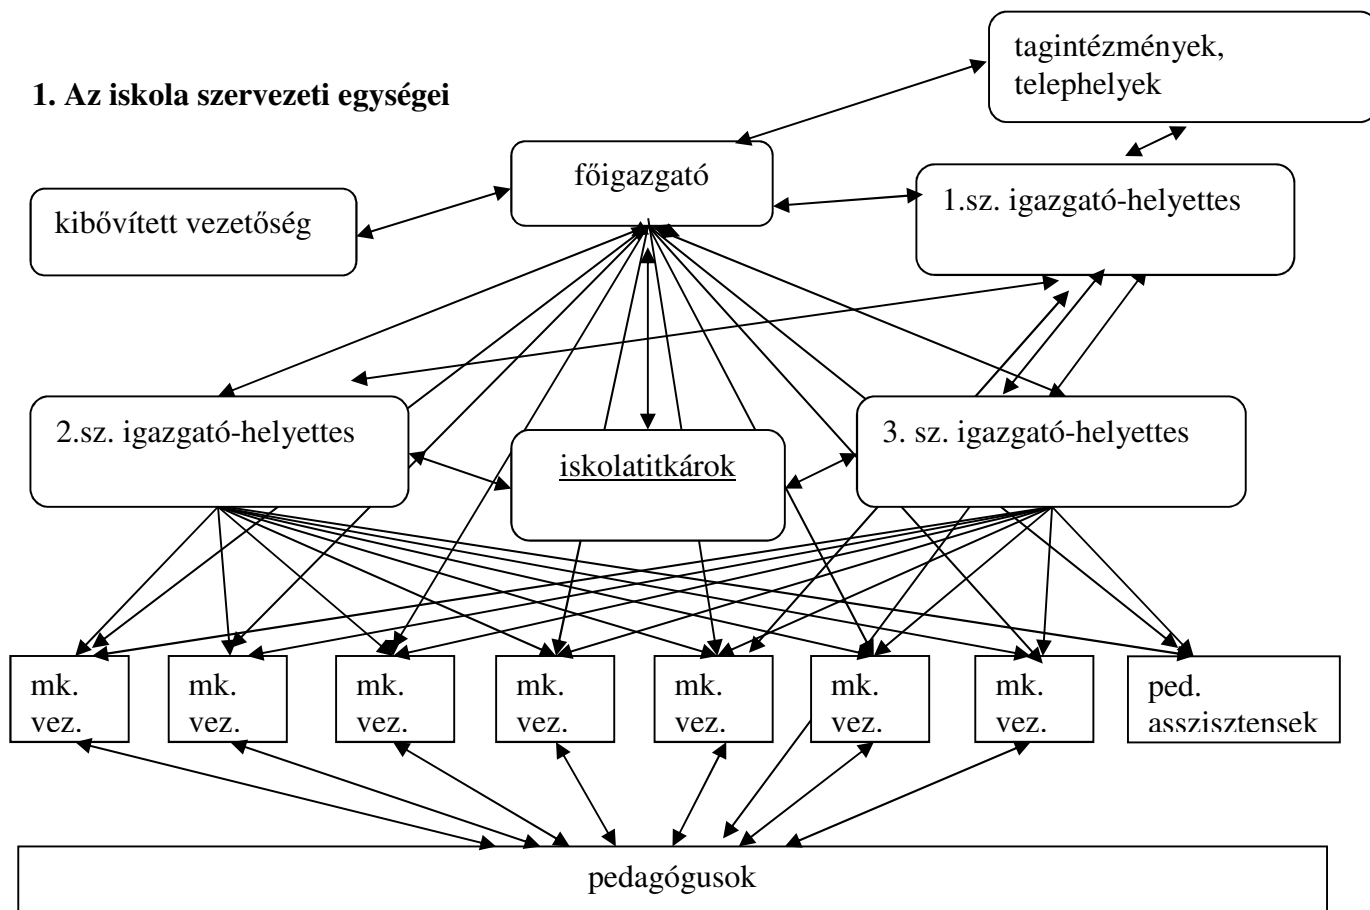 tagintézmények,
telephelyek
1. Az iskola szervezeti egységei
főigazgató
1.sz. igazgató-helyettes
kibővített vezetőség
2.sz. igazgató-helyettes
3. sz. igazgató-helyettes
iskolatitkárok
mk.
vez.
mk.
vez.
mk.
vez.
mk.
vez.
mk.
vez.
mk.
vez.
mk.
vez.
ped.
asszisztensek
pedagógusok